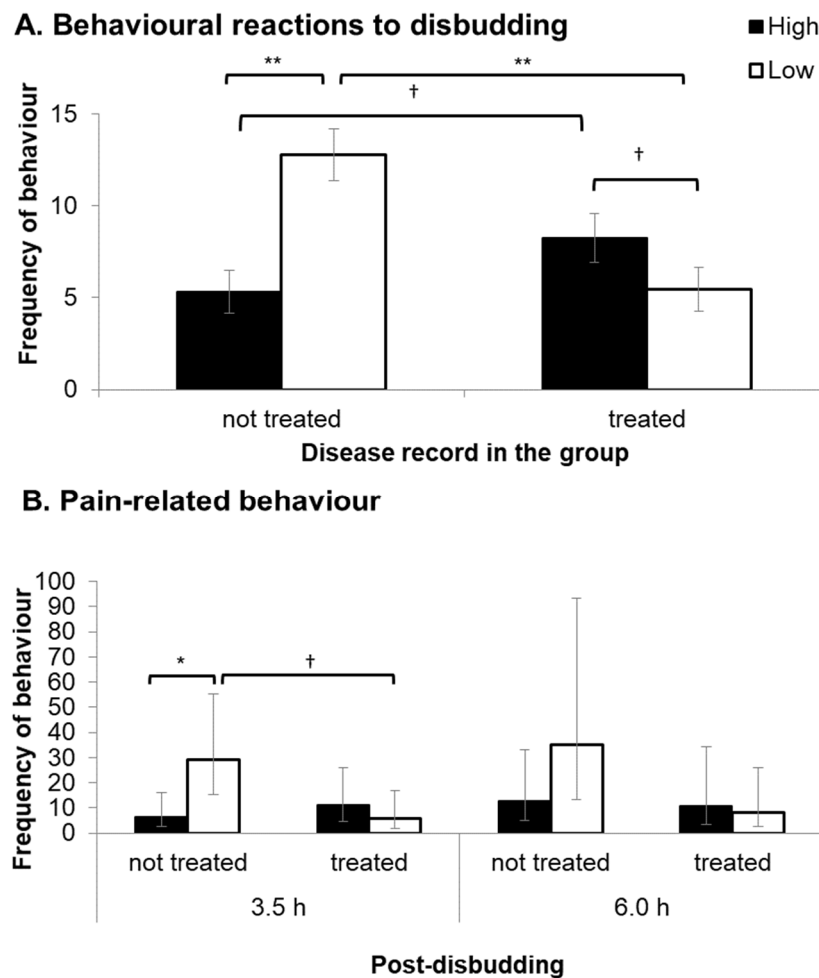 A. Behavioural reactions to disbudding
High
Low
**
**
†
†
Frequency of behaviour
15
10
5
0
not treated
treated
Disease record in the group
B. Pain-related behaviour
Frequency of behaviour
100
90
80
70
60
50
40
30
20
10
0
*
†
not treated
treated
not treated
treated
3.5 h
6.0 h
Post-disbudding